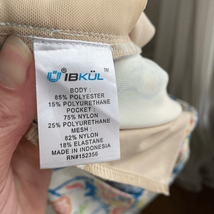 IBKÜL™
BODY:
85% POLYESTER
15% POLYURETHANE
POCKET:
75% NYLON
25% POLYURETHANE
MESH:
82% NYLON
18% ELASTANE
MADE IN INDONESIA
RN#152356